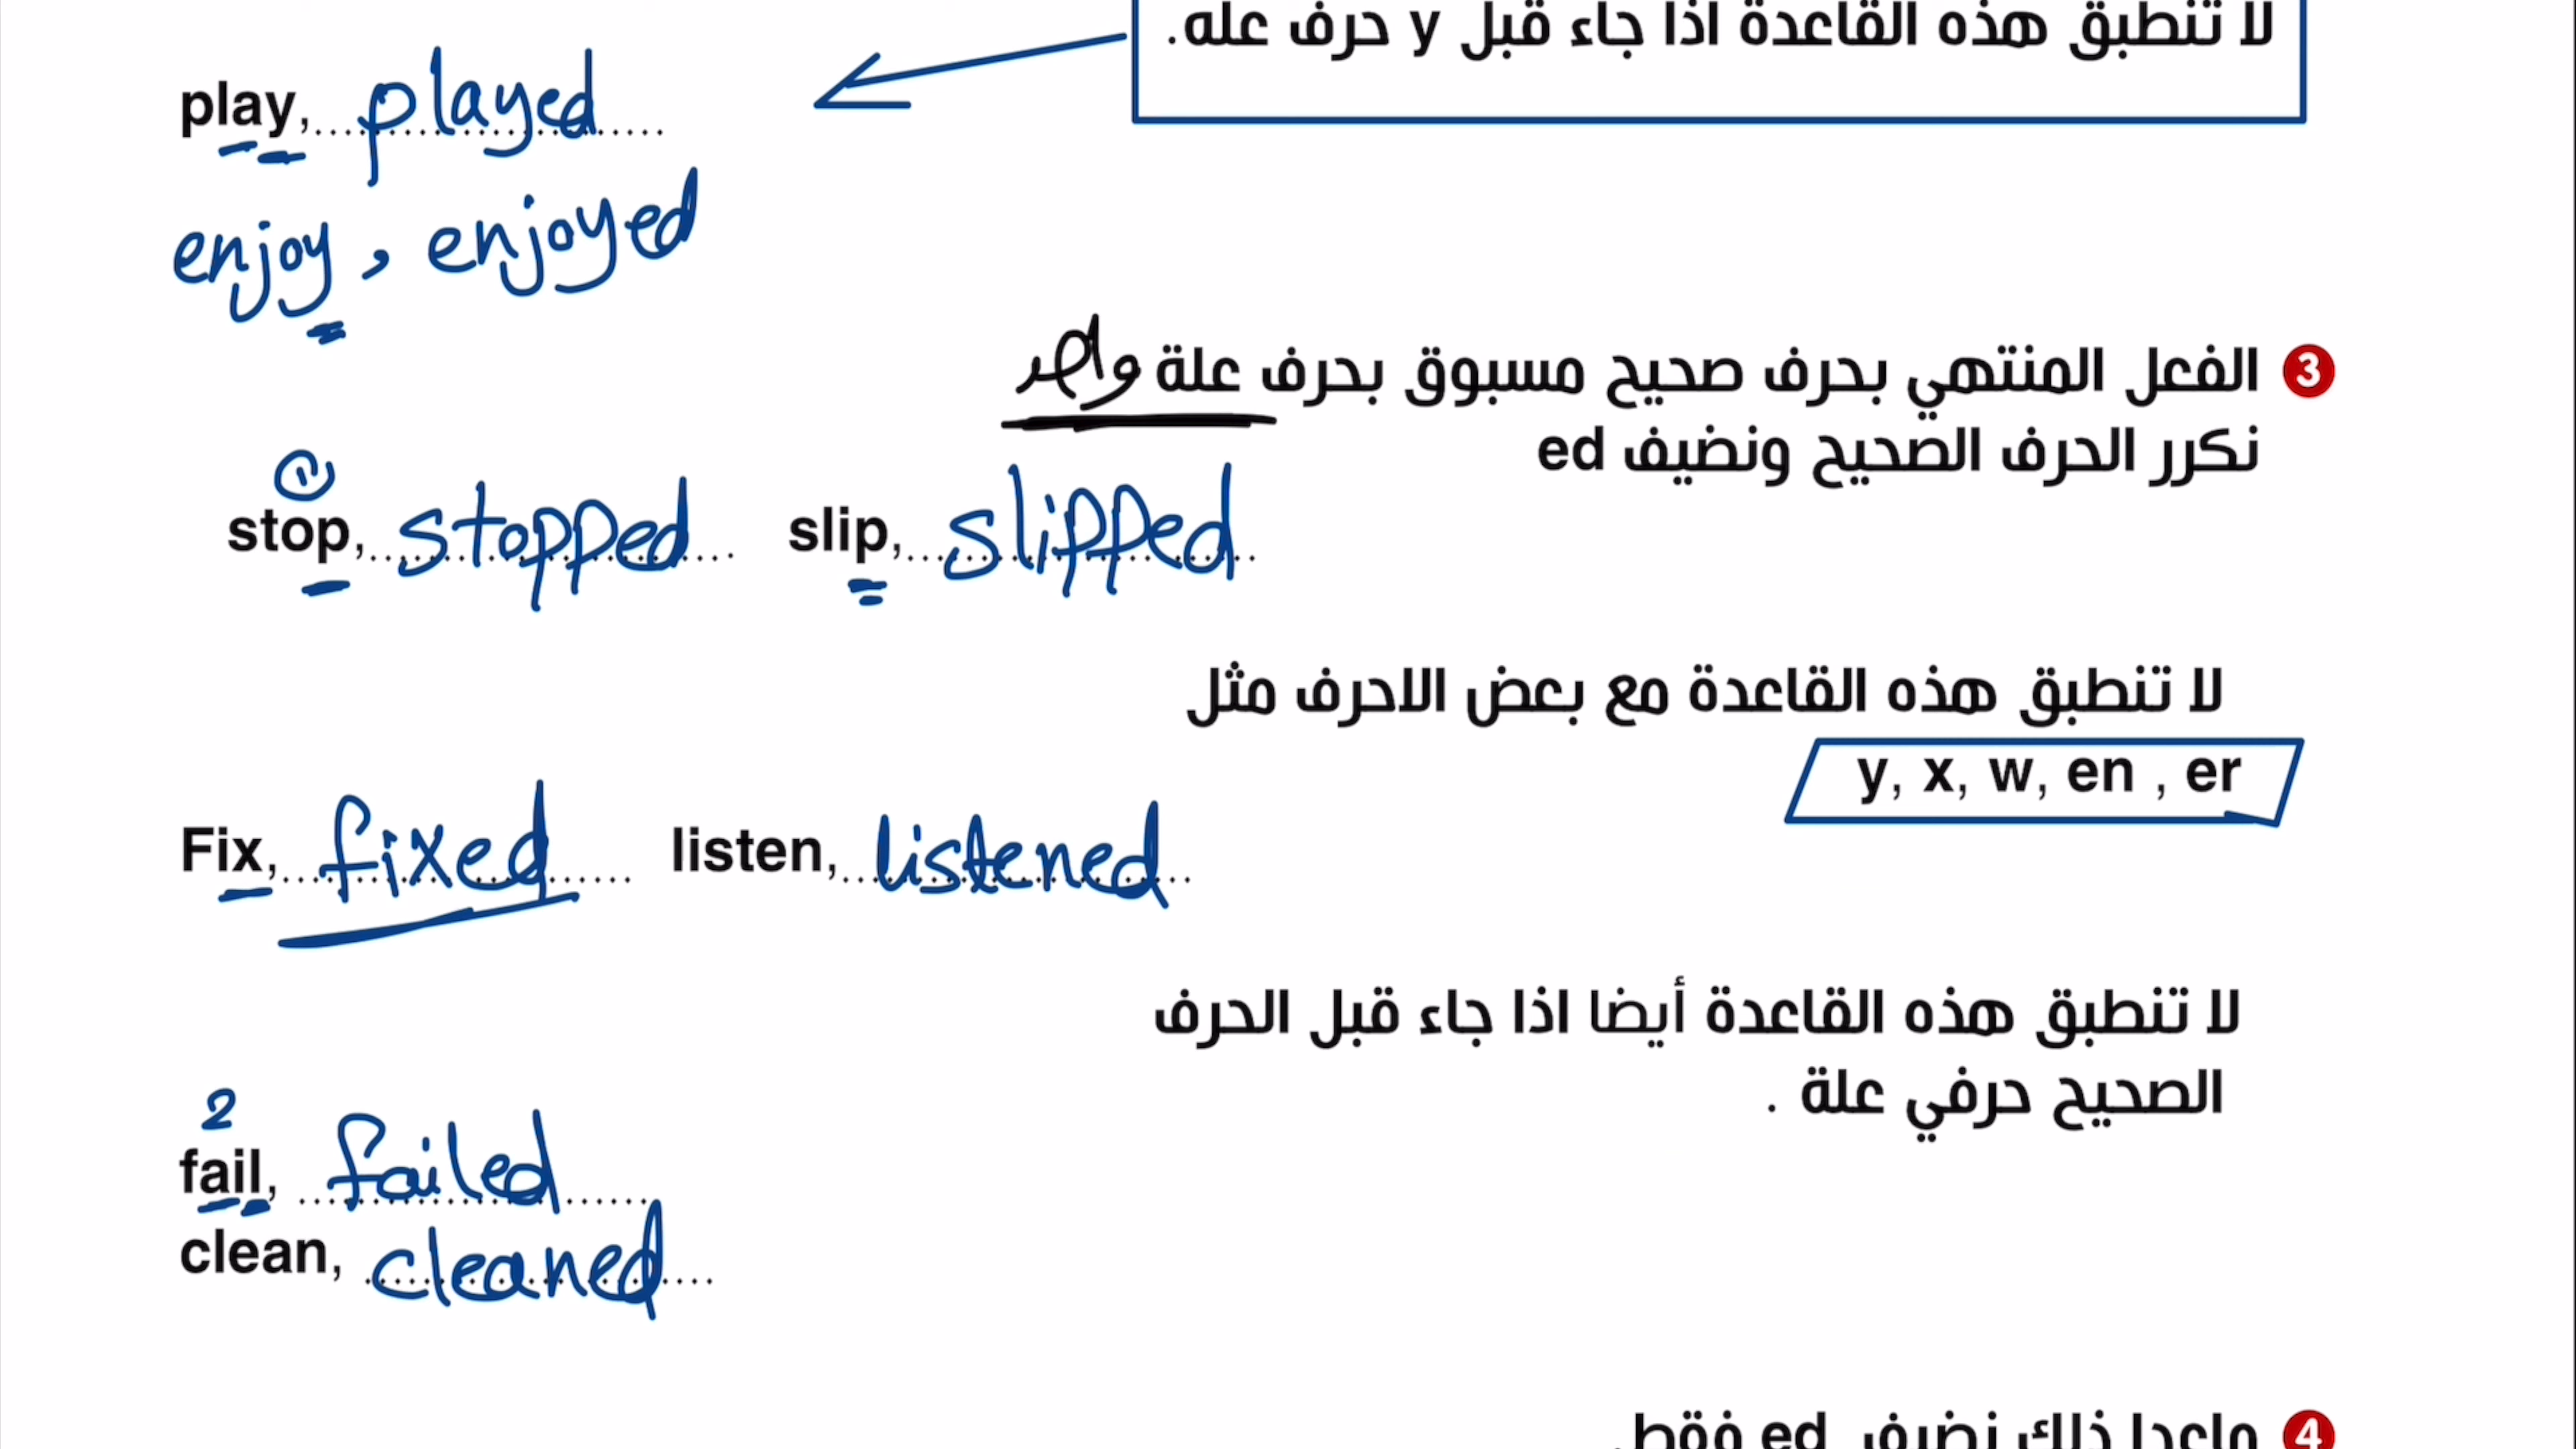 لا تنطبق هذه القاعدة اذا جاء قبل y حرف عله.
play, played
enjoy, enjoyed
3 الفعل المنتهي بحرف صحيح مسبوق بحرف علة واحد
نكرر الحرف الصحيح ونضيف ed
1
stop, stopped slip, slipped
لا تنطبق هذه القاعدة مع بعض الاحرف مثل
y, x, w, en , er
Fix, fixed listen, listened
لا تنطبق هذه القاعدة أيضا اذا جاء قبل الحرف
الصحيح حرفي علة .
2
fail, failed
clean, cleaned
4 ماعدا ذلك نضيف ed فقط.